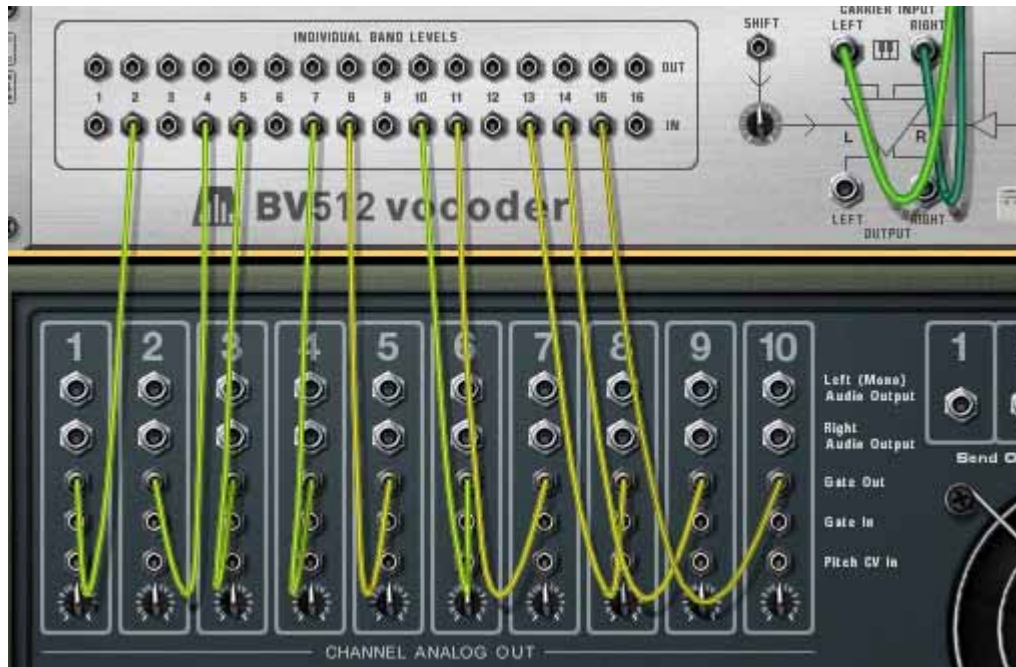 CARRIER INPUT
SHIFT LEFT RIGHT
INDIVIDUAL BAND LEVELS
OUT
1 2 3 4 5 6 7 8 9 10 11 12 13 14 15 16
IN
L R
BV512 vocoder
LEFT RIGHT
OUTPUT
1 2 3 4 5 6 7 8 9 10 1
Left (Mono)
Audio Output
Right
Audio Output
Send O
Gate Out
Gate In
Pitch CV In
CHANNEL ANALOG OUT